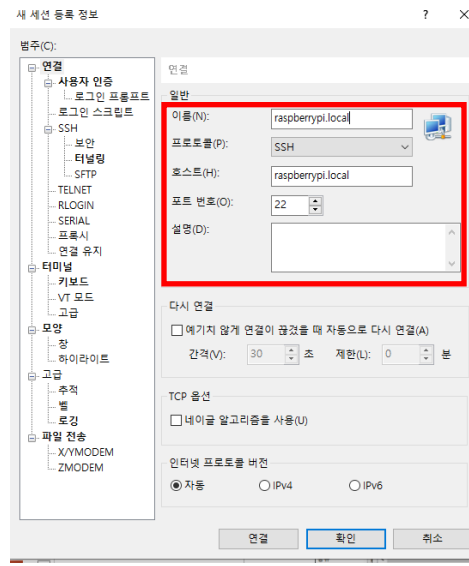 새 세션 등록 정보
?
범주(C):
연결
사용자 인증
로그인 프롬프트
로그인 스크립트
SSH
보안
터널링
SFTP
TELNET
RLOGIN
SERIAL
프록시
연결 유지
터미널
키보드
VT 모드
고급
모양
창
하이라이트
고급
추적
벨
로깅
파일 전송
X/YMODEM
ZMODEM
연결
일반
이름(N): raspberrypi.local
프로토콜(P): SSH
호스트(H): raspberrypi.local
포트 번호(O): 22
설명(D):
다시 연결
예기치 않게 연결이 끊겼을 때 자동으로 다시 연결(A)
간격(V): 30 초 제한(L): 0 분
TCP 옵션
네이글 알고리즘을 사용(U)
인터넷 프로토콜 버전
자동 IPv4 IPv6
연결 확인 취소